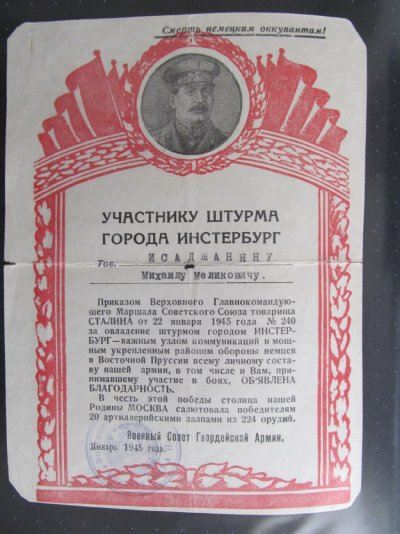 Смерть немецким оккупантам!
УЧАСТНИКУ ШТУРМА
ГОРОДА ИНСТЕРБУРГ
ИСАДЖАНЯНУ
Тов.
Михаилу Меликовичу.
Приказом Верховного Главнокомандую-
щего Маршала Советского Союза товарища
СТАЛИНА от 22 января 1945 года № 240
за овладение штурмом городом ИНСТЕР-
БУРГ—важным узлом коммуникаций и мощ-
ным укрепленным районом обороны немцев
в Восточной Пруссии всему личному соста-
ву нашей армии, в том числе и Вам, при-
нимавшему участие в боях, ОБ'ЯВЛЕНА
БЛАГОДАРНОСТЬ.
В честь этой победы столица нашей
Родины МОСКВА салютовала победителям
20 артиллерийскими залпами из 224 орудий.
Военный Совет Гвардейской Армии.
Январь 1945 года.